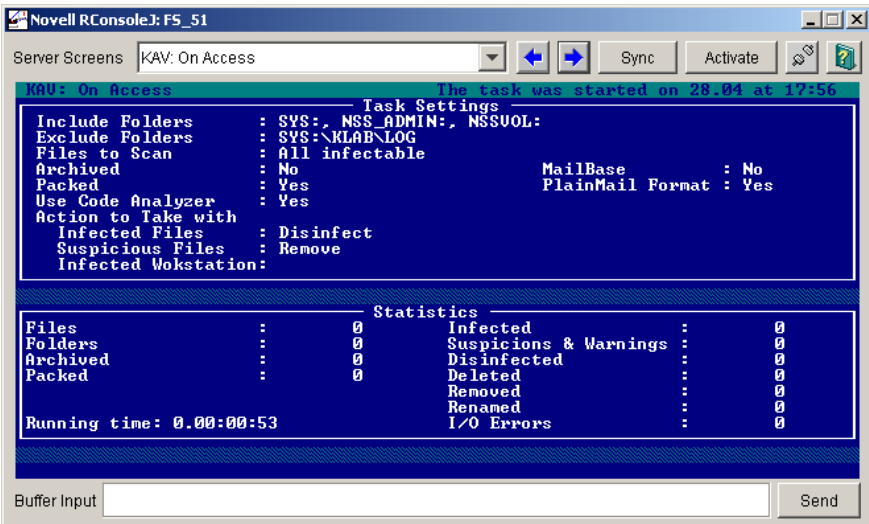 Novell RConsoleJ: FS_51
Server Screens KAV: On Access Sync Activate
KAV: On Access The task was started on 28.04 at 17:56
Task Settings
Include Folders : SYS:, NSS_ADMIN:, NSSVOL:
Exclude Folders : SYS:\KLAB\LOG
Files to Scan : All infectable
Archived : No MailBase : No
Packed : Yes PlainMail Format : Yes
Use Code Analyzer : Yes
Action to Take with
Infected Files : Disinfect
Suspicious Files : Remove
Infected Wokstation:
Statistics
Files : 0 Infected : 0
Folders : 0 Suspicions & Warnings : 0
Archived : 0 Disinfected : 0
Packed : 0 Deleted : 0
Removed : 0
Renamed : 0
Running time: 0.00:00:53 I/O Errors : 0
Buffer Input Send